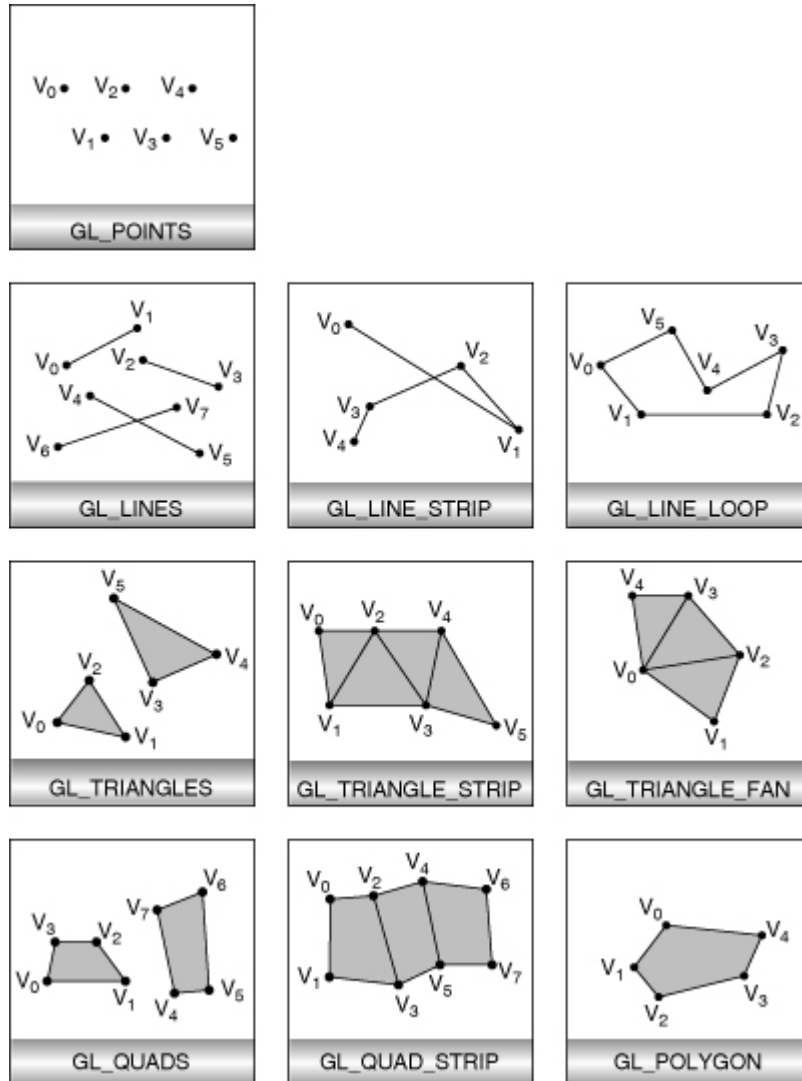 V0 V2 V4
V1 V3 V5
GL_POINTS
V1
V0 V2 V3
V4 V7
V6 V5
GL_LINES
V0
V2
V3
V4 V1
GL_LINE_STRIP
V5 V3
V0 V4
V1 V2
GL_LINE_LOOP
V5
V2 V4
V3
V0 V1
GL_TRIANGLES
V0 V2 V4
V1 V3 V5
GL_TRIANGLE_STRIP
V4 V3
V0 V2
V1
GL_TRIANGLE_FAN
V6
V7
V3 V2
V0 V1 V4 V5
GL_QUADS
V0 V2 V4 V6
V1 V3 V5 V7
GL_QUAD_STRIP
V0 V4
V1
V2 V3
GL_POLYGON